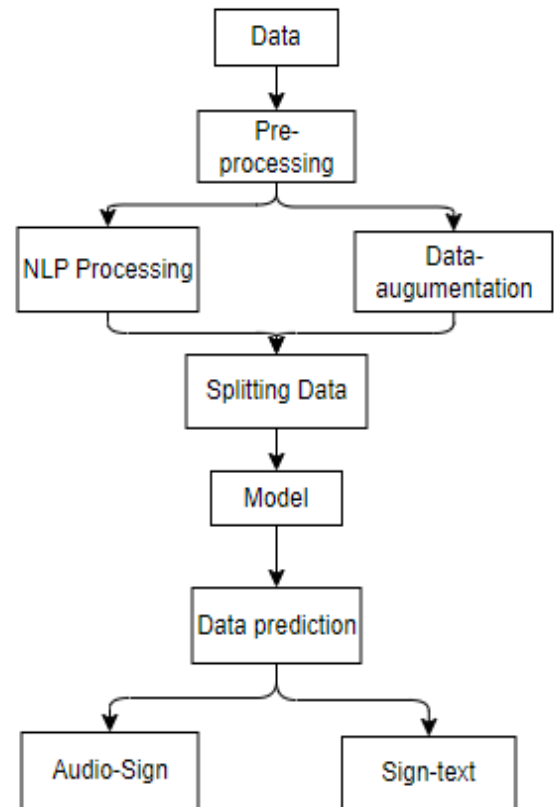 Data
Pre-
processing
NLP Processing
Data-
augumentation
Splitting Data
Model
Data prediction
Audio-Sign
Sign-text